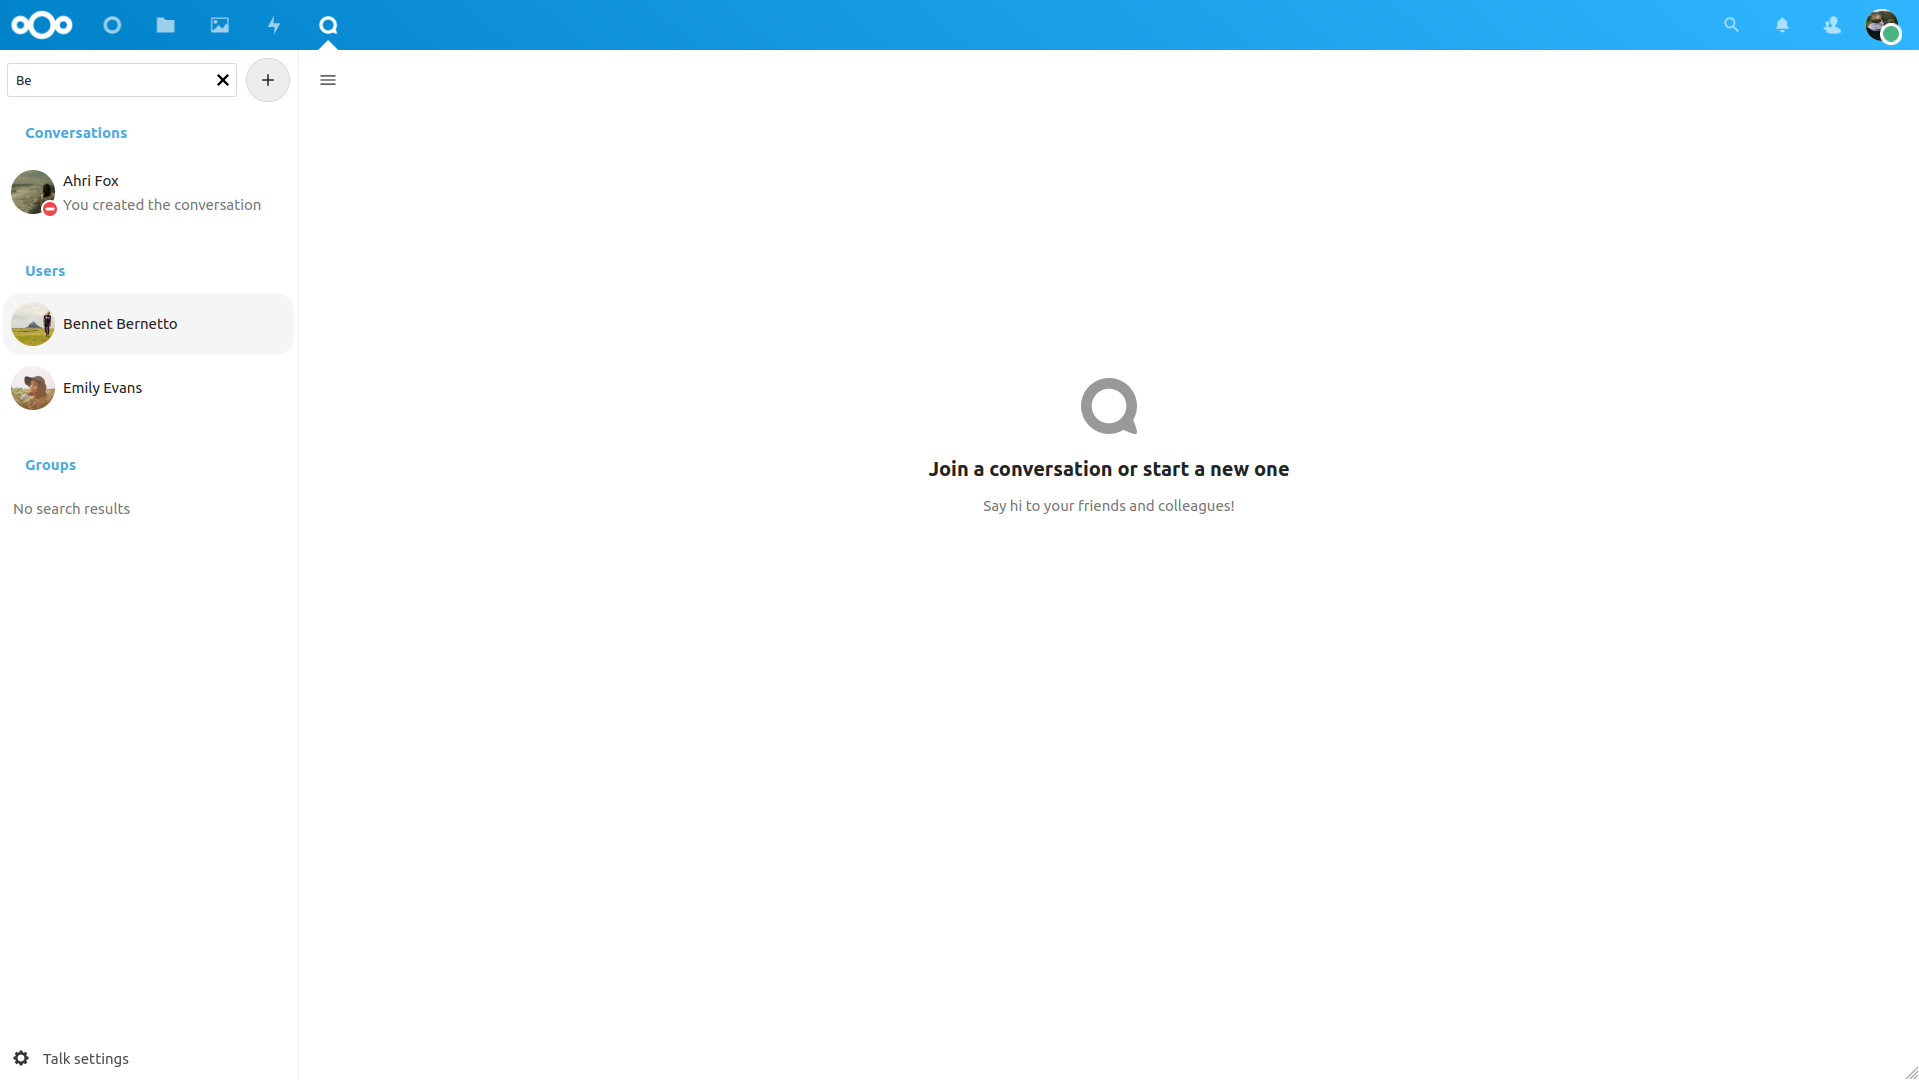 Be
Conversations
Ahri Fox
You created the conversation
Users
Bennet Bernetto
Emily Evans
Groups
No search results
Talk settings
Join a conversation or start a new one
Say hi to your friends and colleagues!